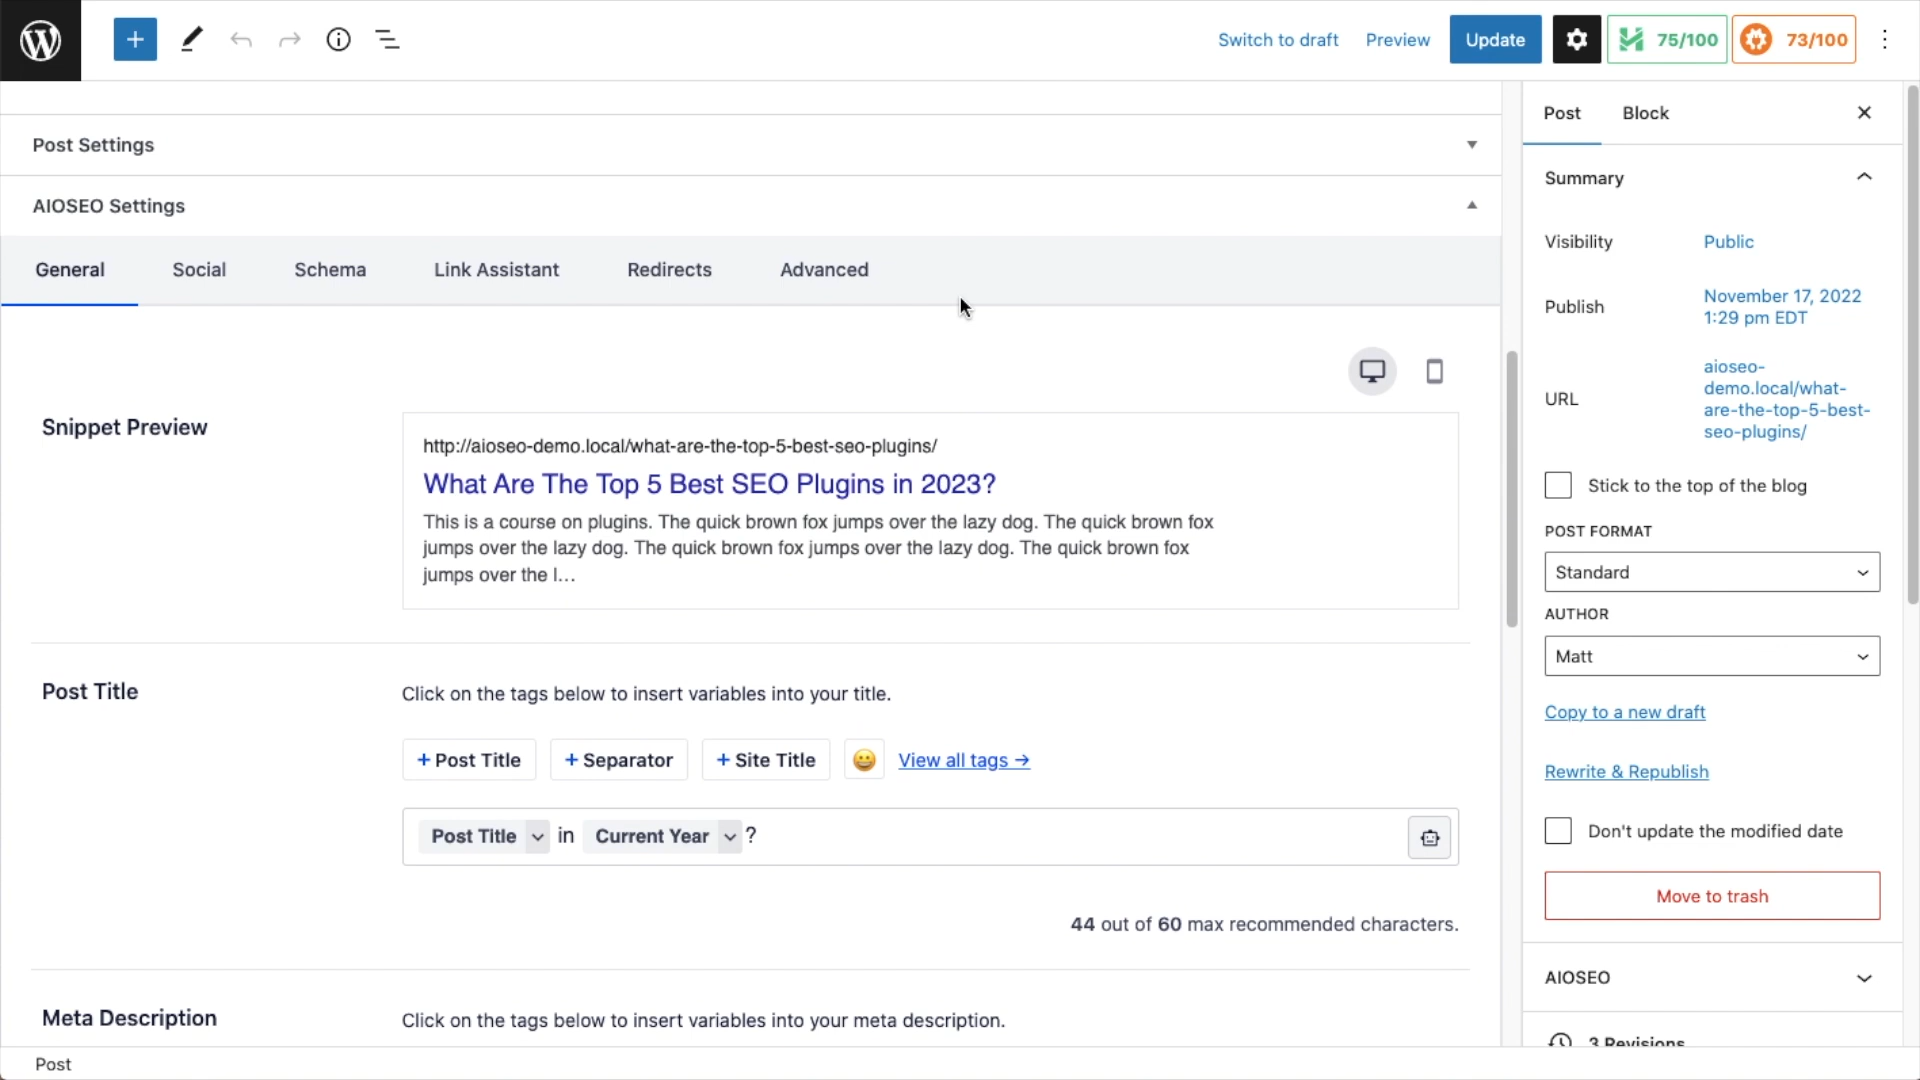 Switch to draft
Preview
Update
75/100
73/100
Post Settings
AIOSEO Settings
General
Social
Schema
Link Assistant
Redirects
Advanced
Snippet Preview
http://aioseo-demo.local/what-are-the-top-5-best-seo-plugins/
What Are The Top 5 Best SEO Plugins in 2023?
This is a course on plugins. The quick brown fox jumps over the lazy dog. The quick brown fox
jumps over the lazy dog. The quick brown fox jumps over the lazy dog. The quick brown fox
jumps over the l…
Post Title
Click on the tags below to insert variables into your title.
+ Post Title
+ Separator
+ Site Title
View all tags →
Post Title in Current Year ?
44 out of 60 max recommended characters.
Meta Description
Click on the tags below to insert variables into your meta description.
Post
Post
Block
Summary
Visibility
Public
Publish
November 17, 2022
1:29 pm EDT
URL
aioseo-
demo.local/what-
are-the-top-5-best-
seo-plugins/
Stick to the top of the blog
POST FORMAT
Standard
AUTHOR
Matt
Copy to a new draft
Rewrite & Republish
Don't update the modified date
Move to trash
AIOSEO
3 Revisions